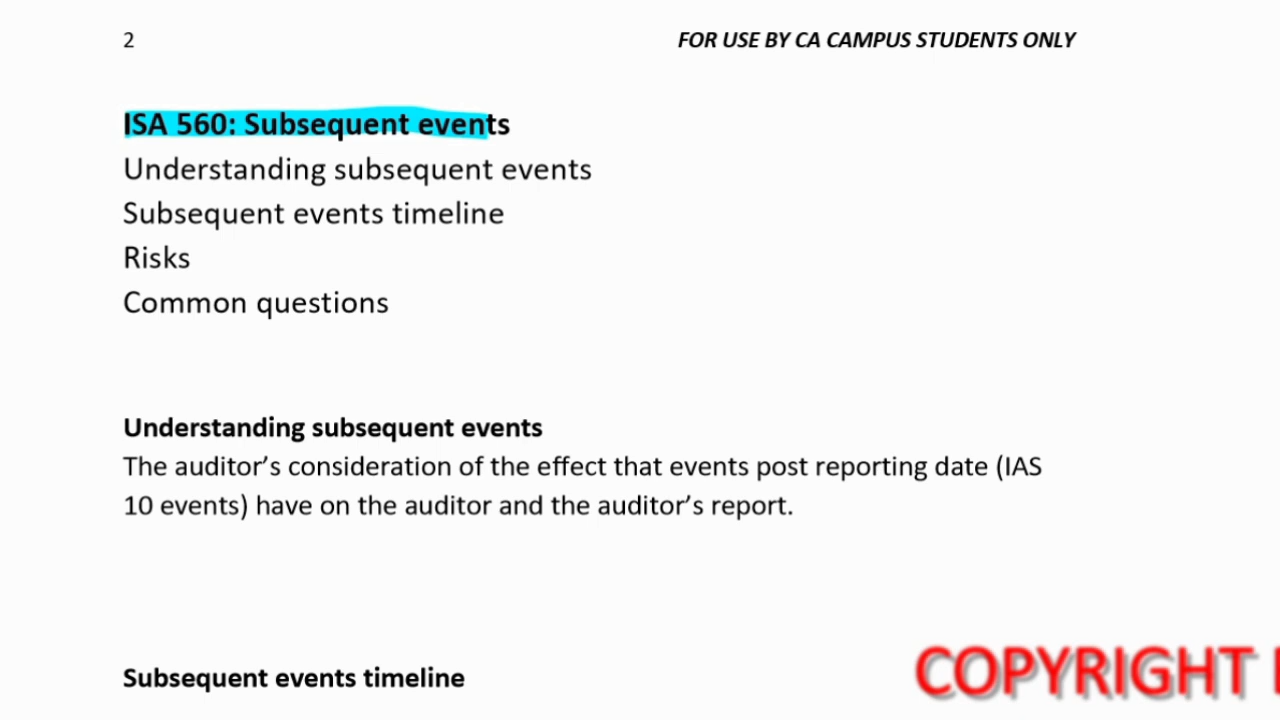 2
FOR USE BY CA CAMPUS STUDENTS ONLY
ISA 560: Subsequent events
Understanding subsequent events
Subsequent events timeline
Risks
Common questions
Understanding subsequent events
The auditor’s consideration of the effect that events post reporting date (IAS
10 events) have on the auditor and the auditor’s report.
Subsequent events timeline
COPYRIGHT